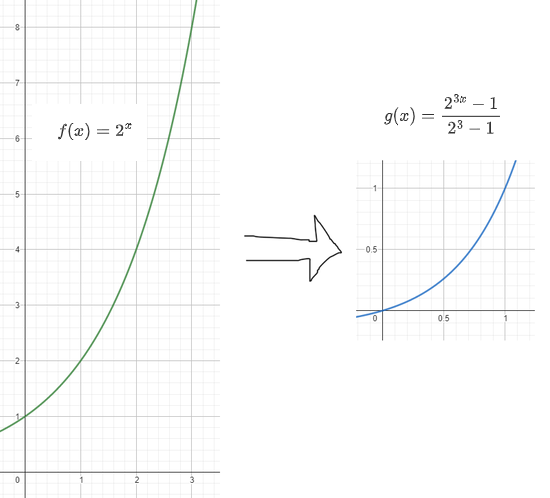 8
7
6
5
4
3
2
1
0 1 2 3
f(x) = 2^x
g(x) = \frac{2^{3x} - 1}{2^3 - 1}
1
0.5
0 0.5 1